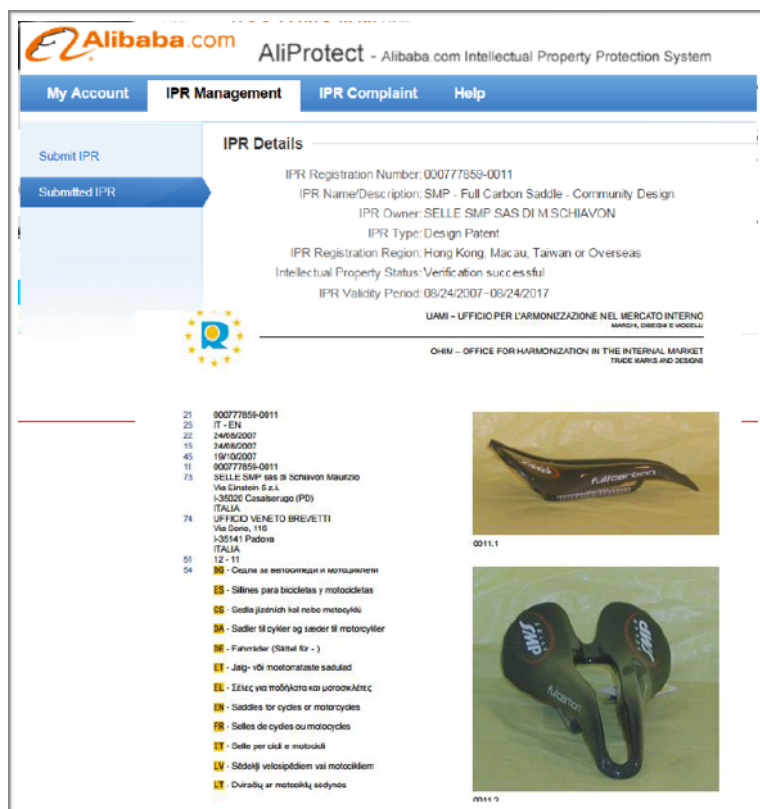 Alibaba.com
AliProtect - Alibaba.com Intellectual Property Protection System
My Account IPR Management IPR Complaint Help
Submit IPR
Submitted IPR
IPR Details
IPR Registration Number: 000777859-0011
IPR Name/Description: SMP - Full Carbon Saddle - Community Design
IPR Owner: SELLE SMP SAS DI M.SCHIAVON
IPR Type: Design Patent
IPR Registration Region: Hong Kong, Macau, Taiwan or Overseas
Intellectual Property Status: Verification successful
IPR Validity Period: 08/24/2007-08/24/2017
UAMI – UFFICIO PER L'ARMONIZZAZIONE NEL MERCATO INTERNO
MARCHI, DISEGNI E MODELLI
OHIM – OFFICE FOR HARMONIZATION IN THE INTERNAL MARKET
TRADE MARKS AND DESIGNS
21 000777859-0011
25 IT - EN
22 24/08/2007
15 24/08/2007
45 19/10/2007
11 000777859-0011
73 SELLE SMP sas di Schiavon Maurizio
Via Einstein 5 z.i.
I-35020 Casalserugo (PD)
ITALIA
74 UFFICIO VENETO BREVETTI
Via Sorio, 116
I-35141 Padova
ITALIA
51 12 - 11
54 BG - Седла за велосипеди и мотоциклети
ES - Sillines para bicicletas y motocicletas
CS - Sedla jízdních kol nebo motocyklů
DA - Sadler til cykler og sæder til motorcykler
DE - Fahrräder (Sättel für - )
ET - Jalg- või mootorrataste sadulad
EL - Σέλες για ποδήλατα και μοτοσικλέτες
EN - Saddles for cycles or motorcycles
FR - Selles de cycles ou motocycles
IT - Selle per cicli e motocicli
LV - Sēdekļi velosipēdiem vai motocikliem
LT - Dviračių ar motociklų sėdynės
fullcarbon
0011.1
SELLE
SMP
SMP
fullcarbon
0011.2